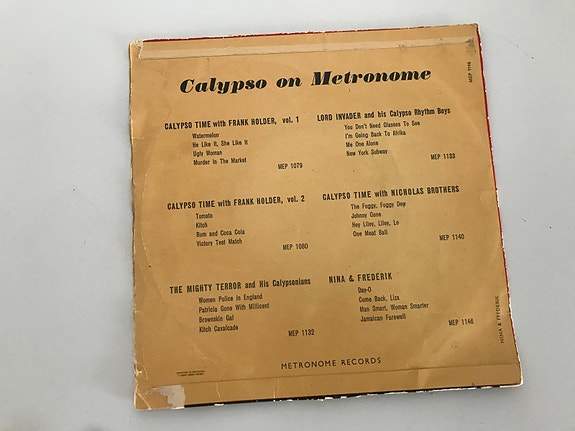 Calypso on Metronome
MEP 1146
CALYPSO TIME with FRANK HOLDER, vol. 1
Watermelon
He Like It, She Like It
Ugly Woman
Murder In The Market
MEP 1079
LORD INVADER and his Calypso Rhythm Boys
You Don't Need Glasses To See
I'm Going Back To Afrika
Me One Alone
New York Subway
MEP 1133
CALYPSO TIME with FRANK HOLDER, vol. 2
Tomato
Kitch
Bum and Coca Cola
Victory Test Match
MEP 1080
CALYPSO TIME with NICHOLAS BROTHERS
The Foggy, Foggy Dew
Johnny Gone
Hey Liley, Liley, Lo
One Meat Ball
MEP 1140
THE MIGHTY TERROR and His Calypsonians
Women Police in England
Patricia Gone With Millicent
Brownskin Gal
Kitch Cavalcade
MEP 1132
NINA & FREDERIK
Day-O
Come Back, Liza
Man Smart, Woman Smarter
Jamaican Farewell
MEP 1146
NINA & FREDERIK
METRONOME RECORDS